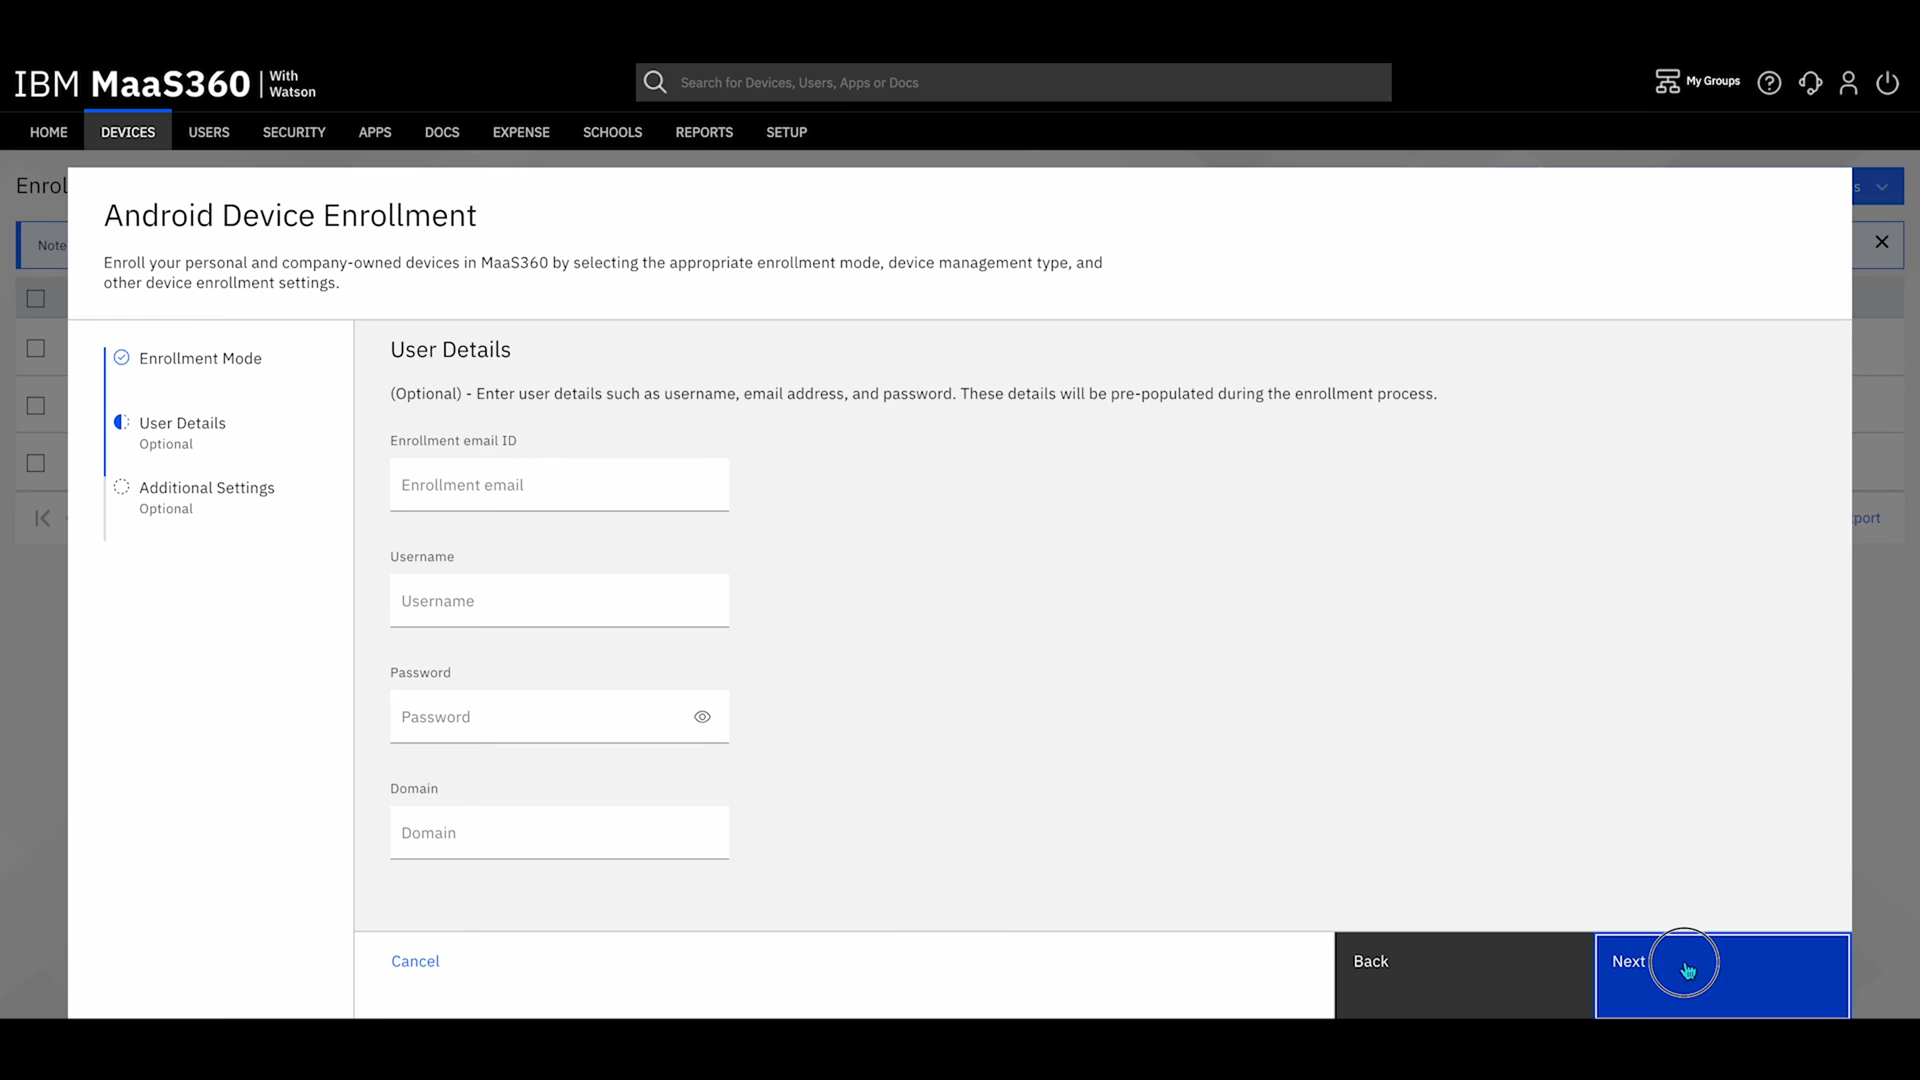 IBM MaaS360 | With Watson
Search for Devices, Users, Apps or Docs
My Groups
HOME DEVICES USERS SECURITY APPS DOCS EXPENSE SCHOOLS REPORTS SETUP
Enrol
s
Note
Android Device Enrollment
Enroll your personal and company-owned devices in MaaS360 by selecting the appropriate enrollment mode, device management type, and
other device enrollment settings.
Enrollment Mode
User Details
Optional
Additional Settings
Optional
User Details
(Optional) - Enter user details such as username, email address, and password. These details will be pre-populated during the enrollment process.
Enrollment email ID
Enrollment email
Username
Username
Password
Password
Domain
Domain
port
Cancel
Back
Next